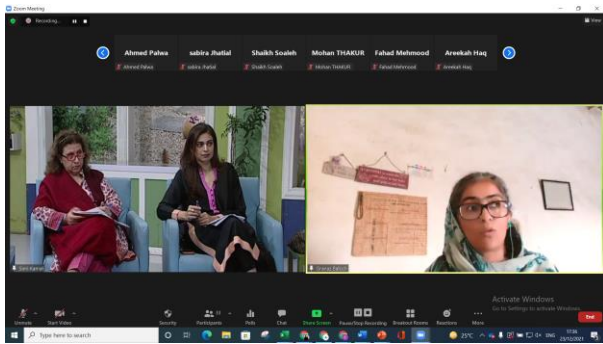 Zoom Meeting
Recording...
View
Ahmed Palwa
sabira Jhatial
Shaikh Soaleh
Mohan THAKUR
Fahad Mehmood
Areekah Haq
Ahmed Palwa
sabira Jhatial
Shaikh Soaleh
Mohan THAKUR
Fahad Mehmood
Areekah Haq
Activate Windows
Go to Settings to activate Windows.
Unmute
Start Video
Security
Participants
Polls
Chat
Share Screen
Pause/Stop Recording
Breakout Rooms
Reactions
More
End
Type here to search
25°C
ENG
17:36
23/12/2021